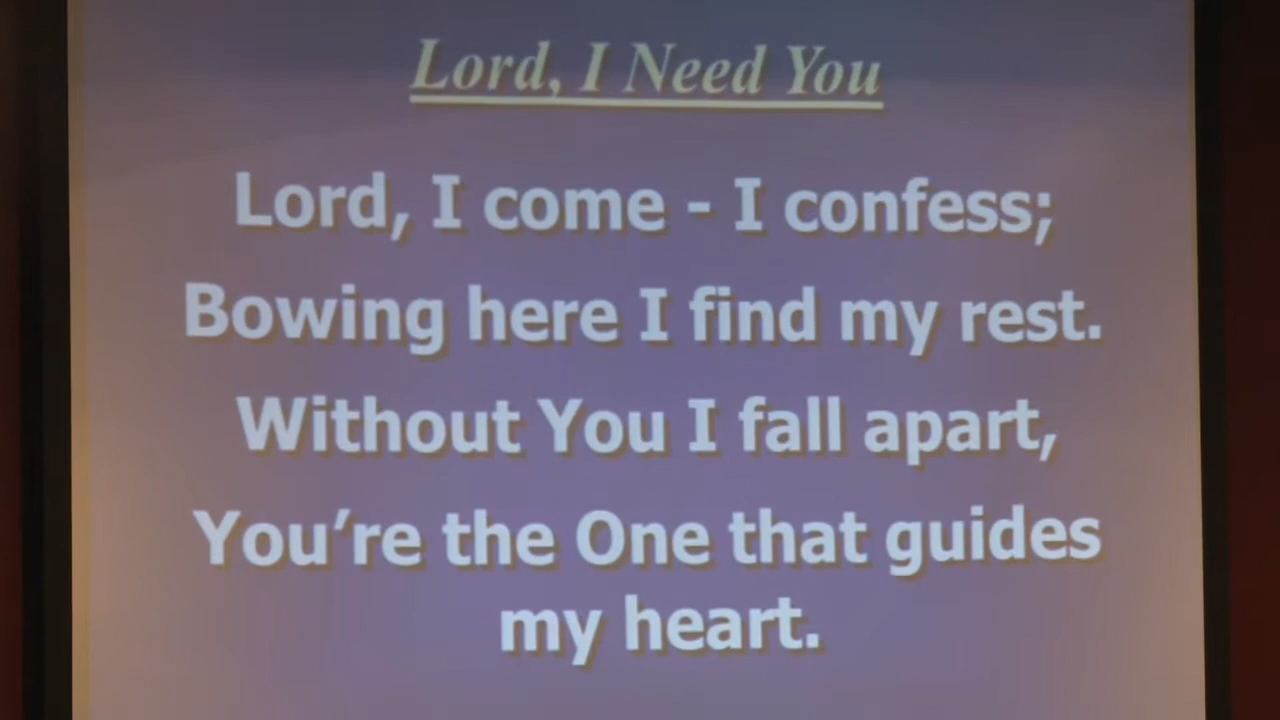 Lord, I Need You
Lord, I come - I confess;
Bowing here I find my rest.
Without You I fall apart,
You’re the One that guides
my heart.